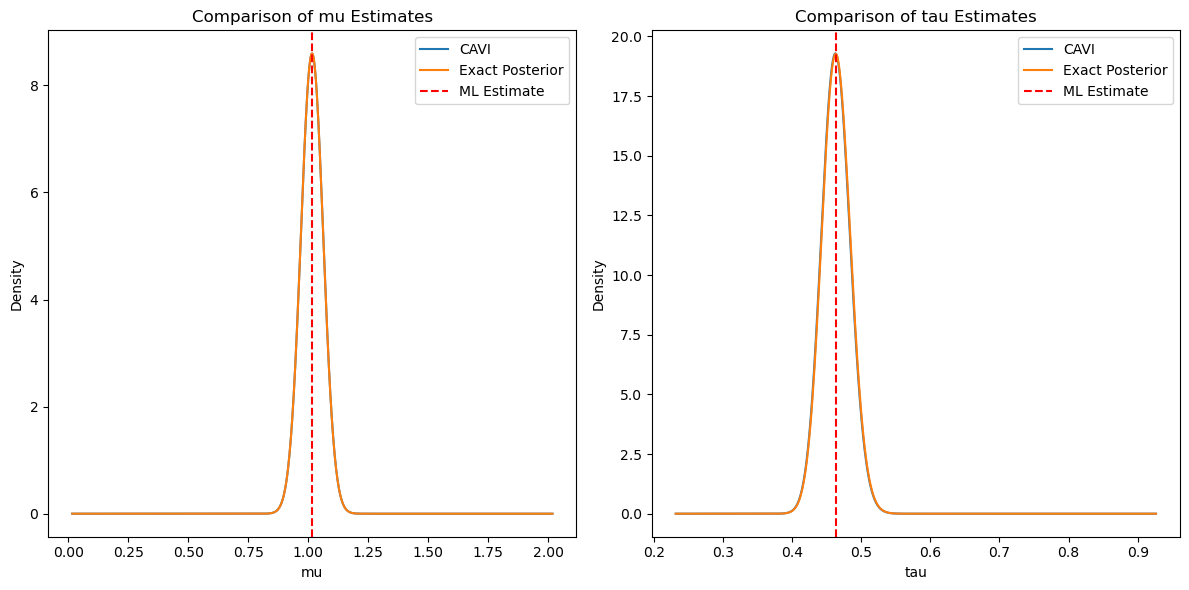 Comparison of mu Estimates
CAVI
Exact Posterior
ML Estimate
8
6
4
2
0
Density
0.00 0.25 0.50 0.75 1.00 1.25 1.50 1.75 2.00
mu
Comparison of tau Estimates
CAVI
Exact Posterior
ML Estimate
20.0
17.5
15.0
12.5
10.0
7.5
5.0
2.5
0.0
Density
0.2 0.3 0.4 0.5 0.6 0.7 0.8 0.9
tau